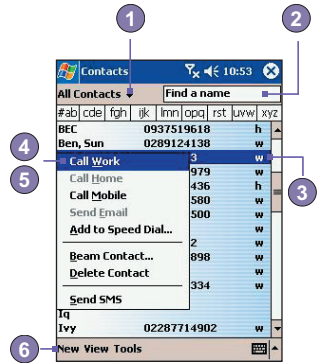 1
2
Contacts 10:53
All Contacts Find a name
#ab cde fgh ijk lmn opq rst uvw xyz
BEC 0937519618 h
Ben, Sun 0289124138 w
4 Call Work 3 w 3
5 Call Home 979 w
Call Mobile 436 h
Send Email 580 w
Add to Speed Dial... 500 w
w
2 w
Beam Contact... 898 w
Delete Contact
334 w
Send SMS w
Iq
Ivy 02287714902 w
6 New View Tools